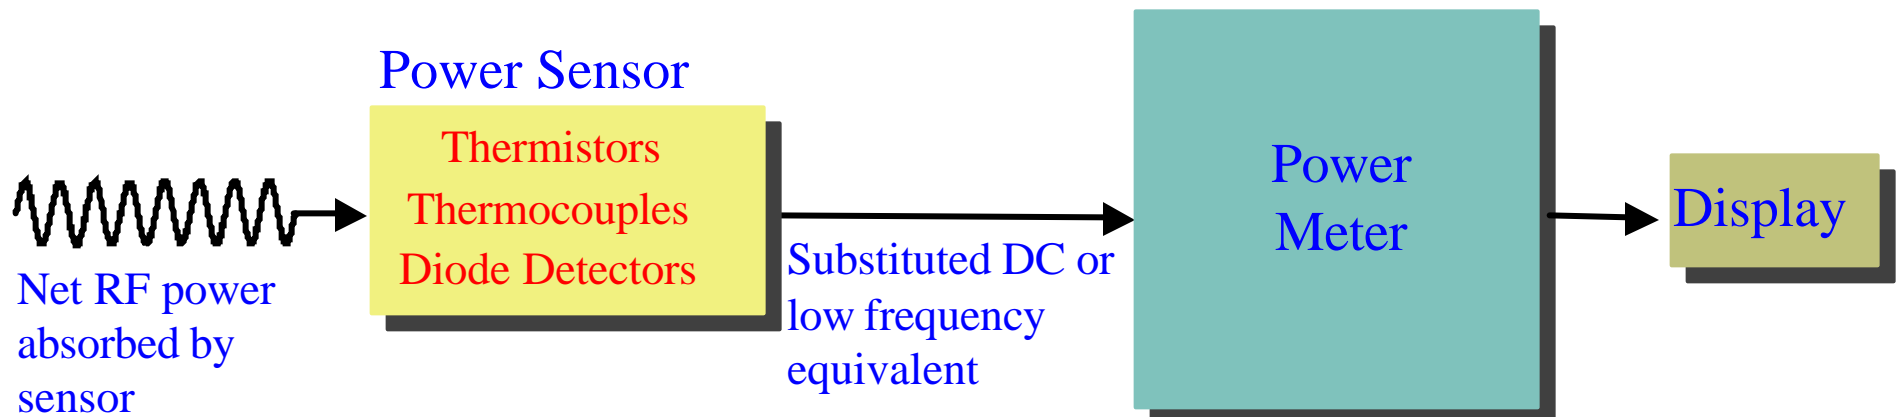 Power Sensor
Thermistors
Thermocouples
Diode Detectors
Net RF power
absorbed by
sensor
Substituted DC or
low frequency
equivalent
Power
Meter
Display